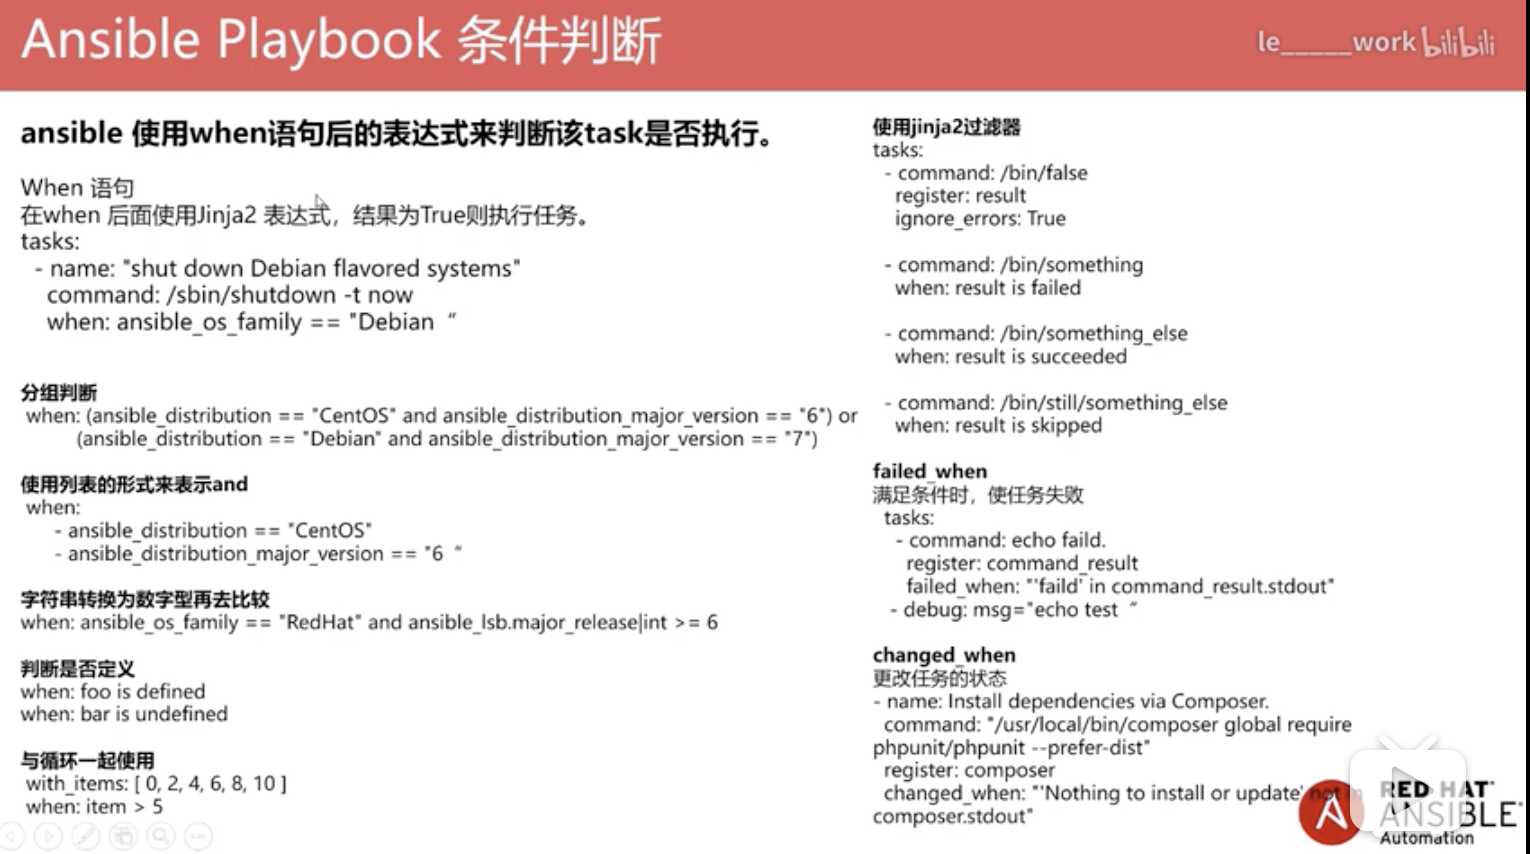 Ansible Playbook 条件判断
le_____work bilibili
ansible 使用when语句后的表达式来判断该task是否执行。
When 语句
在when 后面使用Jinja2 表达式，结果为True则执行任务。
tasks:
- name: "shut down Debian flavored systems"
command: /sbin/shutdown -t now
when: ansible_os_family == "Debian “
分组判断
when: (ansible_distribution == "CentOS" and ansible_distribution_major_version == "6") or
(ansible_distribution == "Debian" and ansible_distribution_major_version == "7")
使用列表的形式来表示and
when:
- ansible_distribution == "CentOS"
- ansible_distribution_major_version == "6 “
字符串转换为数字型再去比较
when: ansible_os_family == "RedHat" and ansible_lsb.major_release|int >= 6
判断是否定义
when: foo is defined
when: bar is undefined
与循环一起使用
with_items: [ 0, 2, 4, 6, 8, 10 ]
when: item > 5
使用jinja2过滤器
tasks:
- command: /bin/false
register: result
ignore_errors: True
- command: /bin/something
when: result is failed
- command: /bin/something_else
when: result is succeeded
- command: /bin/still/something_else
when: result is skipped
failed_when
满足条件时，使任务失败
tasks:
- command: echo faild.
register: command_result
failed_when: "'faild' in command_result.stdout"
- debug: msg="echo test “
changed_when
更改任务的状态
- name: Install dependencies via Composer.
command: "/usr/local/bin/composer global require
phpunit/phpunit --prefer-dist"
register: composer
changed_when: "'Nothing to install or update' not in
composer.stdout"
RED HAT
ANSIBLE
Automation